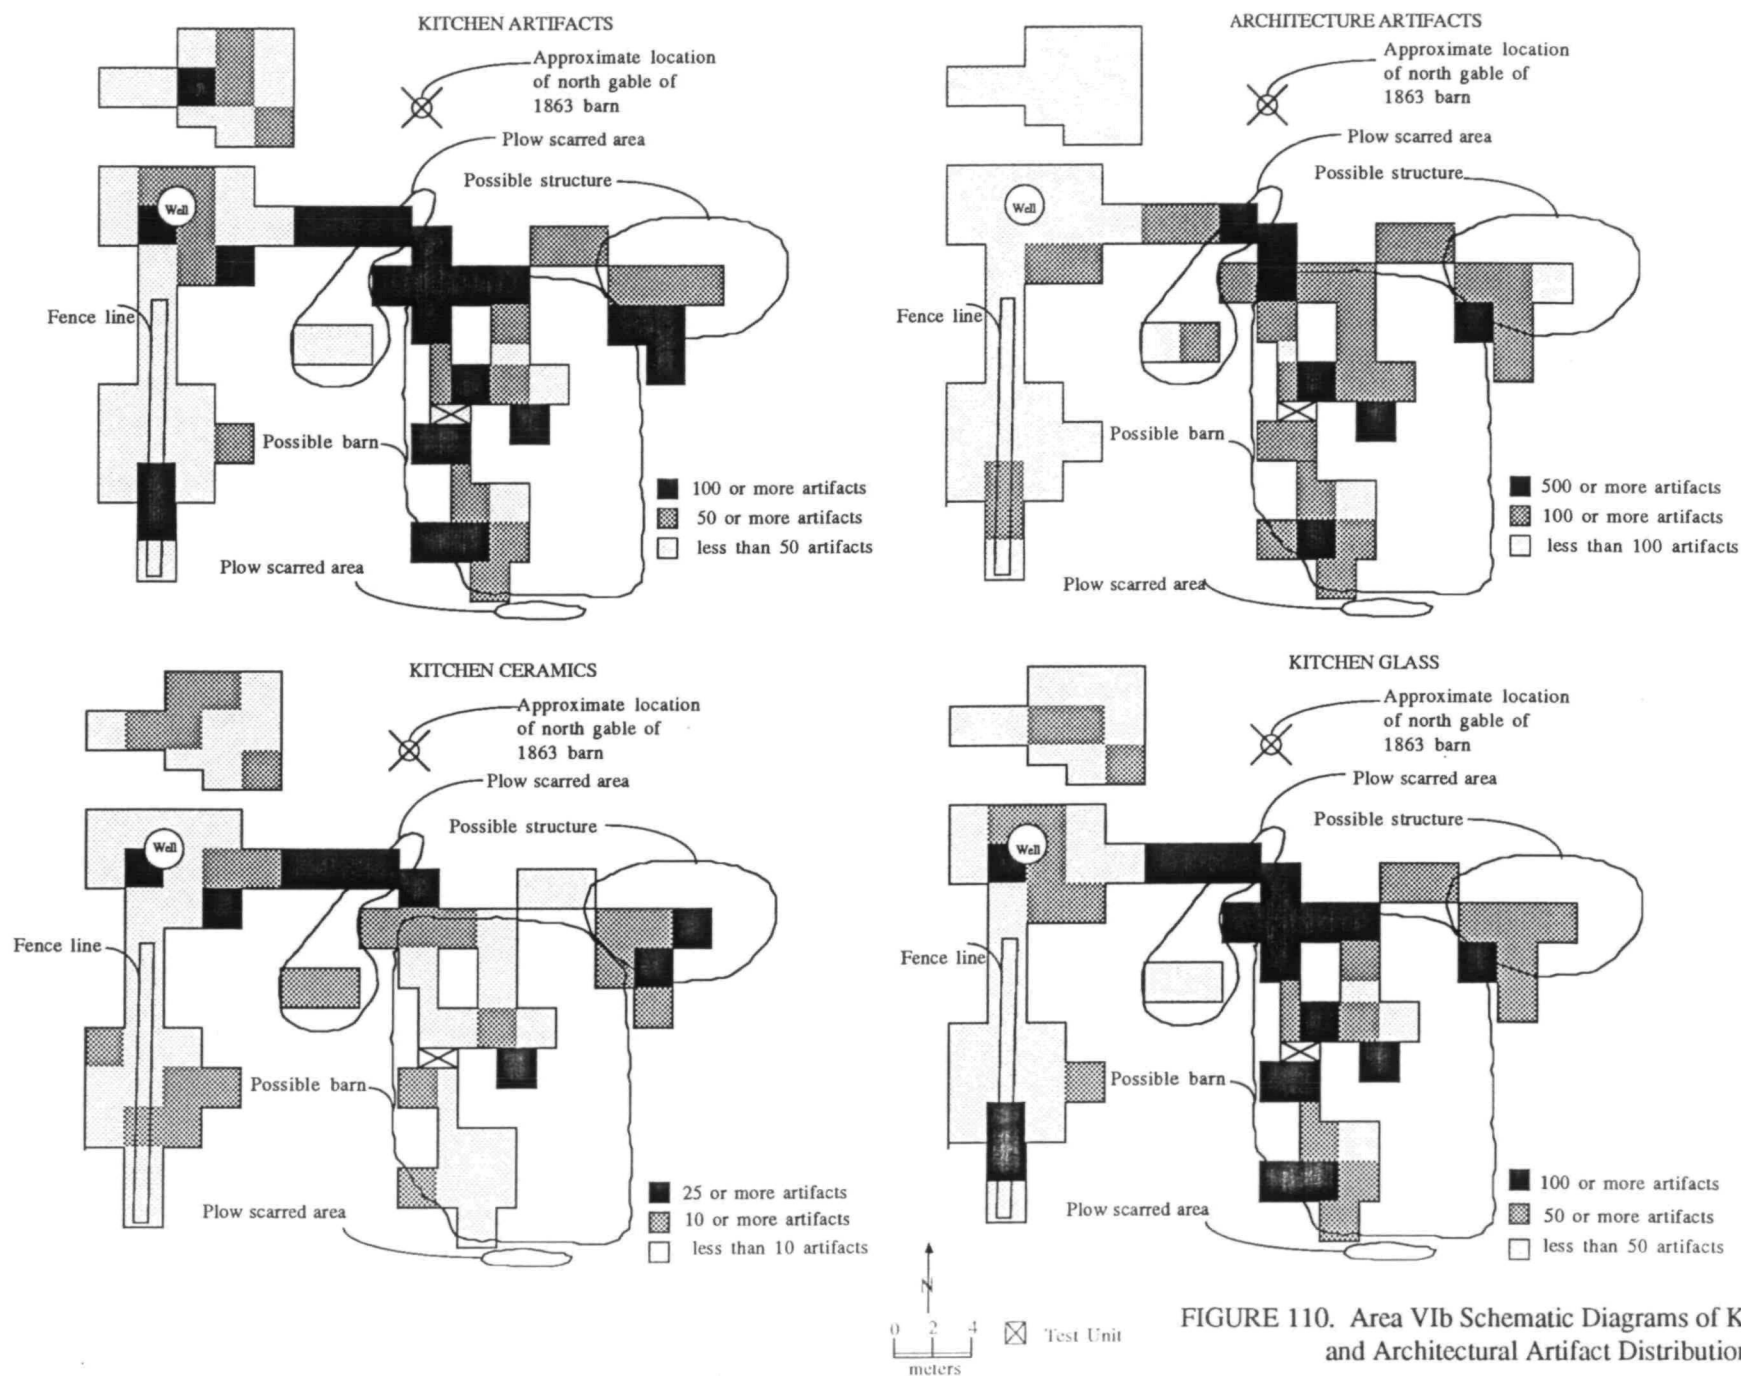 KITCHEN ARTIFACTS
Approximate location
of north gable of
1863 barn
Plow scarred area
Possible structure
Well
Fence line
Possible barn
100 or more artifacts
50 or more artifacts
less than 50 artifacts
Plow scarred area
ARCHITECTURE ARTIFACTS
Approximate location
of north gable of
1863 barn
Plow scarred area
Possible structure
Well
Fence line
Possible barn
500 or more artifacts
100 or more artifacts
less than 100 artifacts
Plow scarred area
KITCHEN CERAMICS
Approximate location
of north gable of
1863 barn
Plow scarred area
Possible structure
Well
Fence line
Possible barn
25 or more artifacts
10 or more artifacts
less than 10 artifacts
Plow scarred area
KITCHEN GLASS
Approximate location
of north gable of
1863 barn
Plow scarred area
Possible structure
Well
Fence line
Possible barn
100 or more artifacts
50 or more artifacts
less than 50 artifacts
Plow scarred area
N
0 2 4
meters
Test Unit
FIGURE 110. Area VIb Schematic Diagrams of K
and Architectural Artifact Distribution